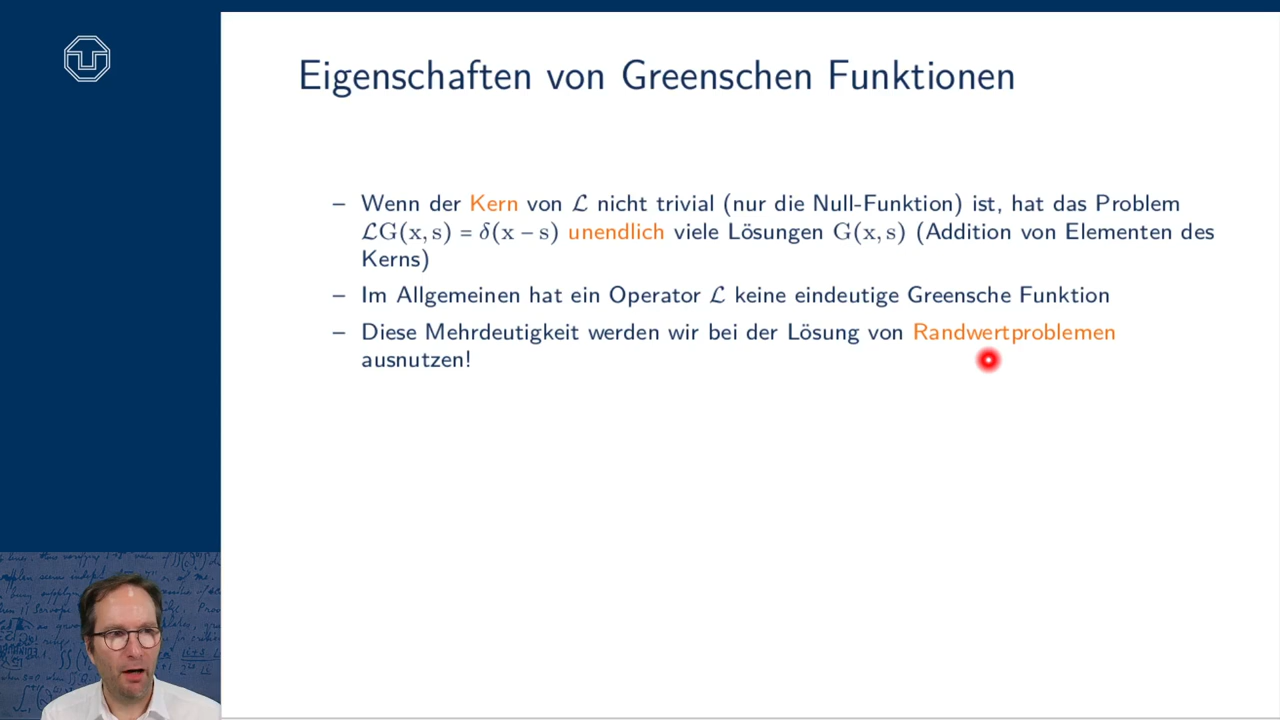 Eigenschaften von Greenschen Funktionen
– Wenn der Kern von ℒ nicht trivial (nur die Null-Funktion) ist, hat das Problem
ℒG(x, s) = δ(x − s) unendlich viele Lösungen G(x, s) (Addition von Elementen des
Kerns)
– Im Allgemeinen hat ein Operator ℒ keine eindeutige Greensche Funktion
– Diese Mehrdeutigkeit werden wir bei der Lösung von Randwertproblemen
ausnutzen!